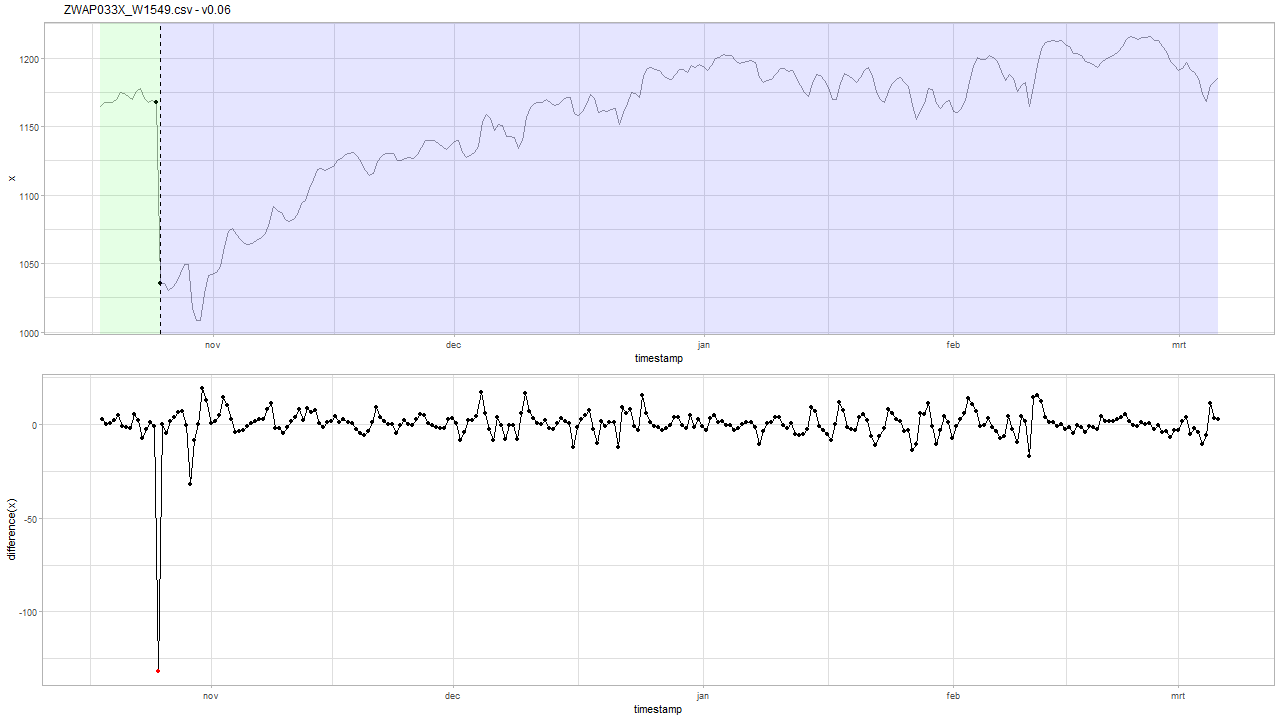 ZWAP033X_W1549.csv - v0.06
1200
1150
1100
1050
1000
x
nov dec jan feb mrt
timestamp
0
-50
-100
difference(x)
nov dec jan feb mrt
timestamp